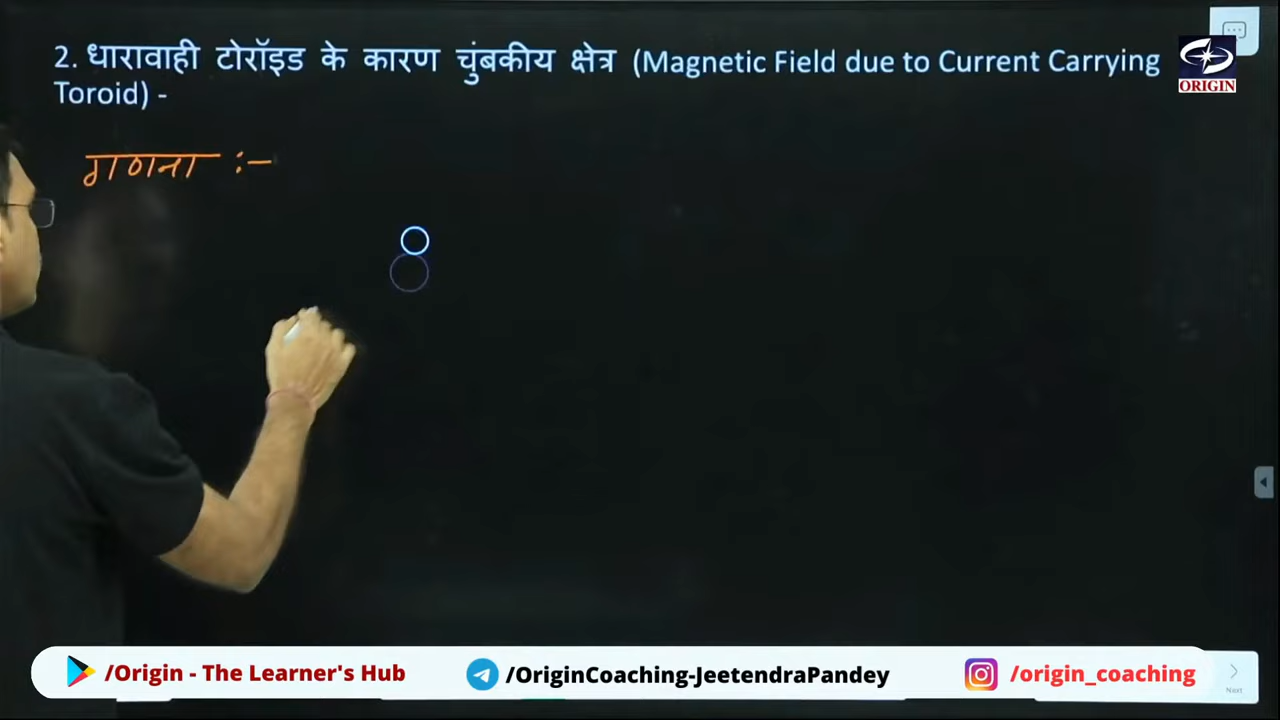 2. धारावाही टोरॉइड के कारण चुंबकीय क्षेत्र (Magnetic Field due to Current Carrying
Toroid) -
ORIGIN
गणना :-
/Origin - The Learner's Hub
/OriginCoaching-JeetendraPandey
/origin_coaching
Next